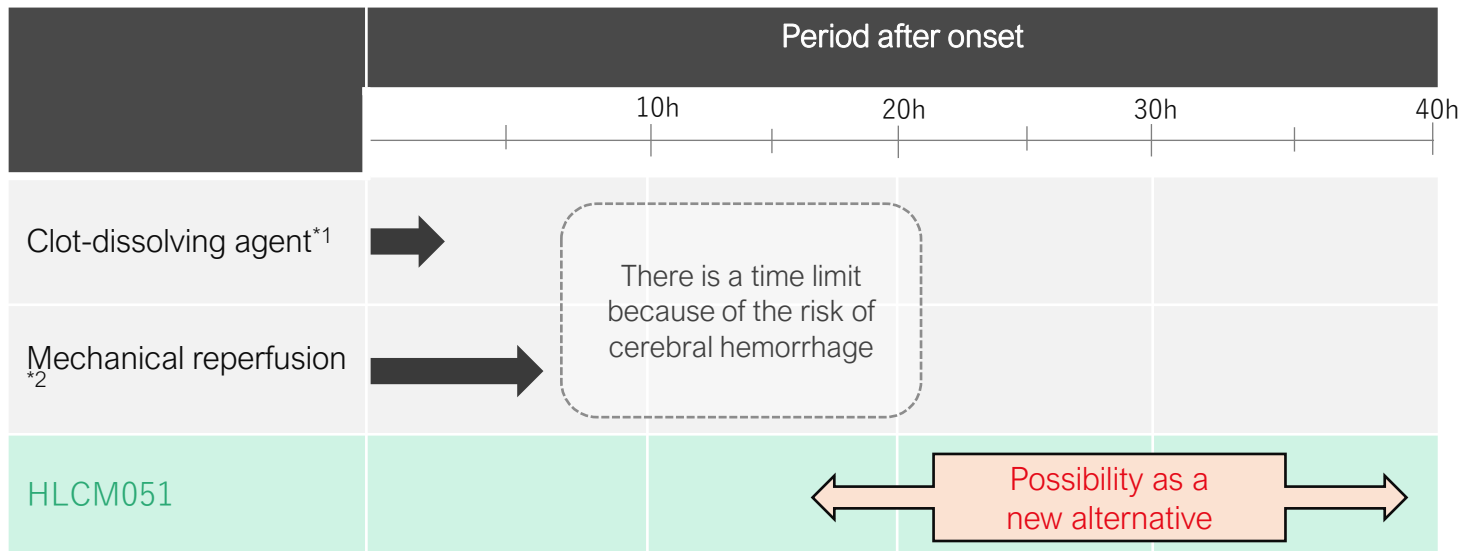 Period after onset
10h 20h 30h 40h
Clot-dissolving agent*1
There is a time limit
because of the risk of
cerebral hemorrhage
Mechanical reperfusion
*2
HLCM051
Possibility as a
new alternative